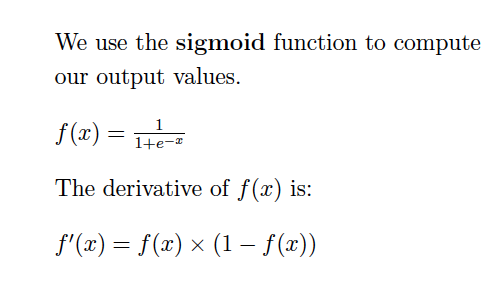 We use the sigmoid function to compute
our output values.
f(x) = 1/(1+e^{-x})
The derivative of f(x) is:
f'(x) = f(x) × (1 − f(x))